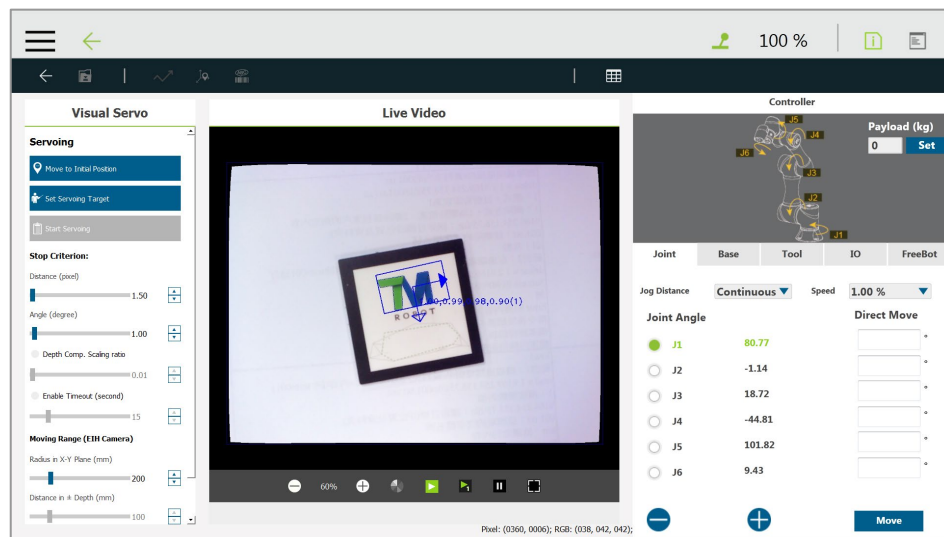 100 %
Visual Servo
Servoing
Move to Initial Position
Set Servoing Target
Start Servoing
Stop Criterion:
Distance (pixel)
1.50
Angle (degree)
1.00
Depth Comp. Scaling ratio
0.01
Enable Timeout (second)
15
Moving Range (EIH Camera)
Radius in X-Y Plane (mm)
200
Distance in ± Depth (mm)
100
Live Video
TM
ROBOT
60%
Pixel: (0360, 0006); RGB: (038, 042, 042);
Controller
J5
J4
J6
J3
J2
J1
Payload (kg)
0 Set
Joint Base Tool IO FreeBot
Jog Distance Continuous Speed 1.00 %
Joint Angle Direct Move
J1 80.77 °
J2 -1.14 °
J3 18.72 °
J4 -44.81 °
J5 101.82 °
J6 9.43 °
Move